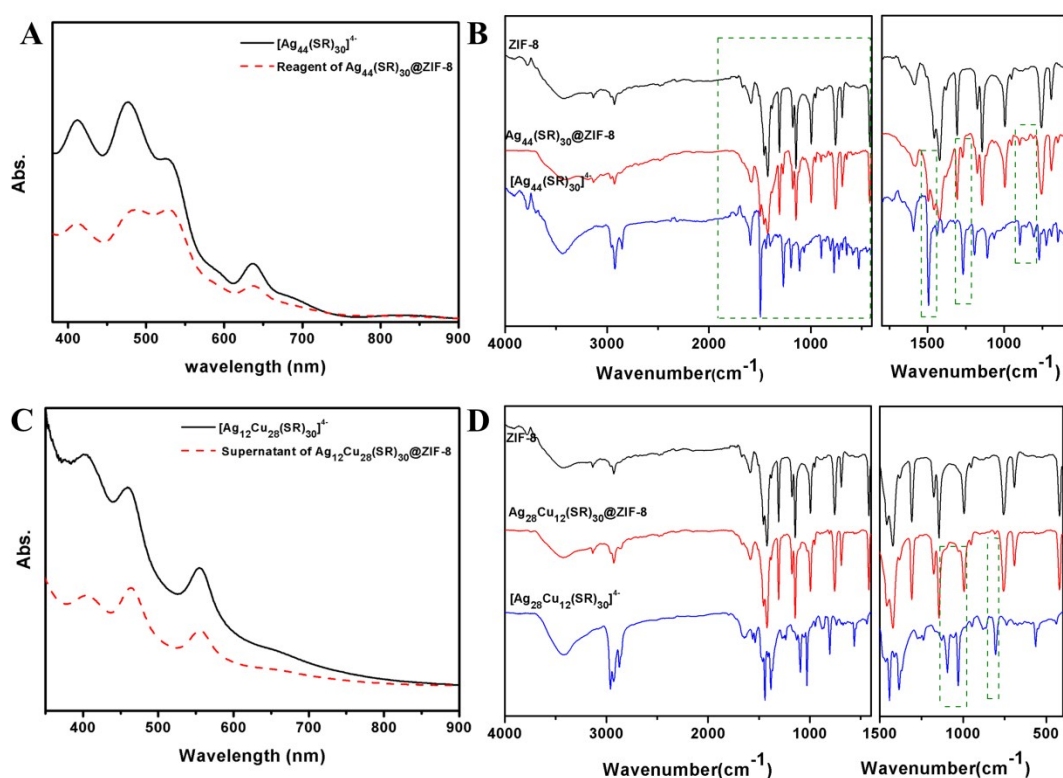 A
[Ag44(SR)30]4-
Reagent of Ag44(SR)30@ZIF-8
Abs.
400 500 600 700 800 900
wavelength (nm)
B
ZIF-8
Ag44(SR)30@ZIF-8
[Ag44(SR)30]4-
4000 3000 2000 1000
Wavenumber(cm-1)
1500 1000
Wavenumber(cm-1)
C
[Ag12Cu28(SR)30]4-
Supernatant of Ag12Cu28(SR)30@ZIF-8
Abs.
400 500 600 700 800 900
Wavelength (nm)
D
ZIF-8
Ag28Cu12(SR)30@ZIF-8
[Ag28Cu12(SR)30]4-
4000 3000 2000 1000
Wavenumber(cm-1)
1500 1000 500
Wavenumber(cm-1)